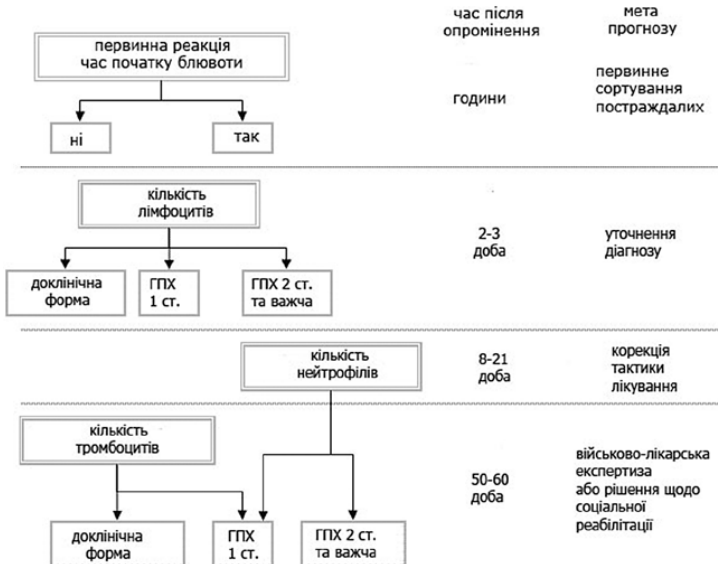 час після
опромінення
мета
прогнозу
первинна реакція
час початку блювоти
години
первинне
сортування
постраждалих
ні
так
кількість
лімфоцитів
2-3
доба
уточнення
діагнозу
доклінічна
форма
ГПХ
1 ст.
ГПХ 2 ст.
та важча
кількість
нейтрофілів
8-21
доба
корекція
тактики
лікування
кількість
тромбоцитів
50-60
доба
військово-лікарська
експертиза
або рішення щодо
соціальної
реабілітації
доклінічна
форма
ГПХ
1 ст.
ГПХ 2 ст.
та важча